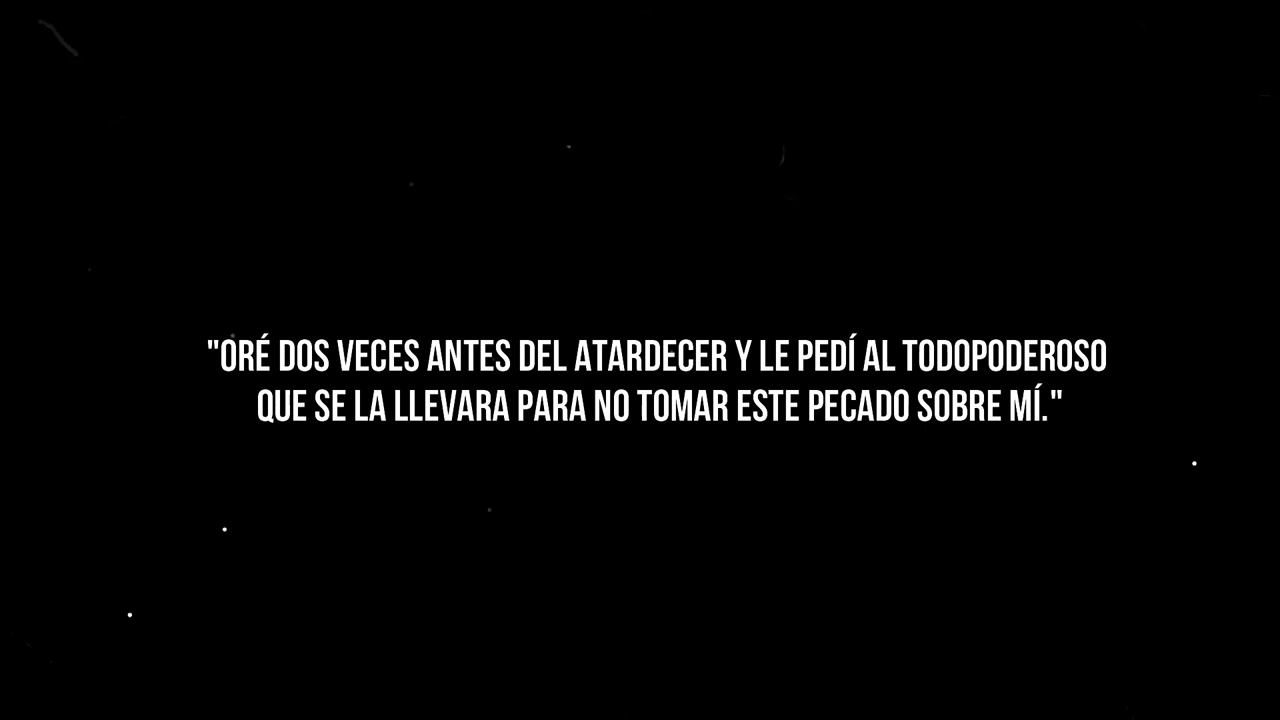 "ORÉ DOS VECES ANTES DEL ATARDECER Y LE PEDÍ AL TODOPODEROSO
QUE SE LA LLEVARA PARA NO TOMAR ESTE PECADO SOBRE MÍ."